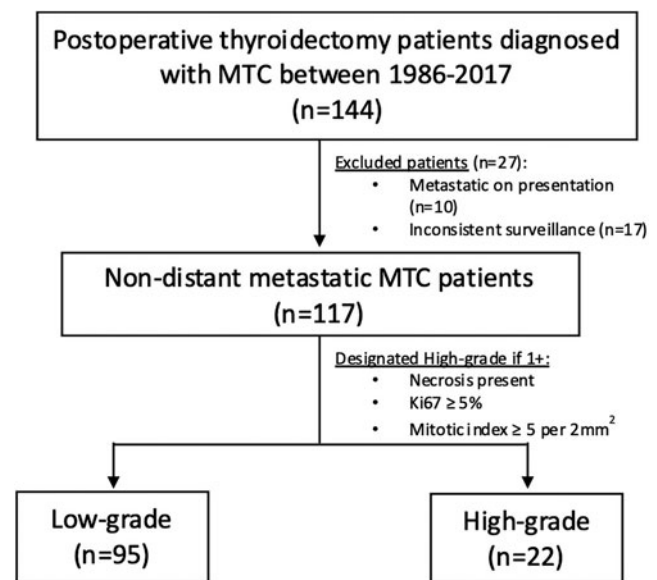 Postoperative thyroidectomy patients diagnosed
with MTC between 1986-2017
(n=144)
Excluded patients (n=27):
• Metastatic on presentation
(n=10)
• Inconsistent surveillance (n=17)
Non-distant metastatic MTC patients
(n=117)
Designated High-grade if 1+:
• Necrosis present
• Ki67 ≥ 5%
• Mitotic index ≥ 5 per 2mm²
Low-grade
(n=95)
High-grade
(n=22)